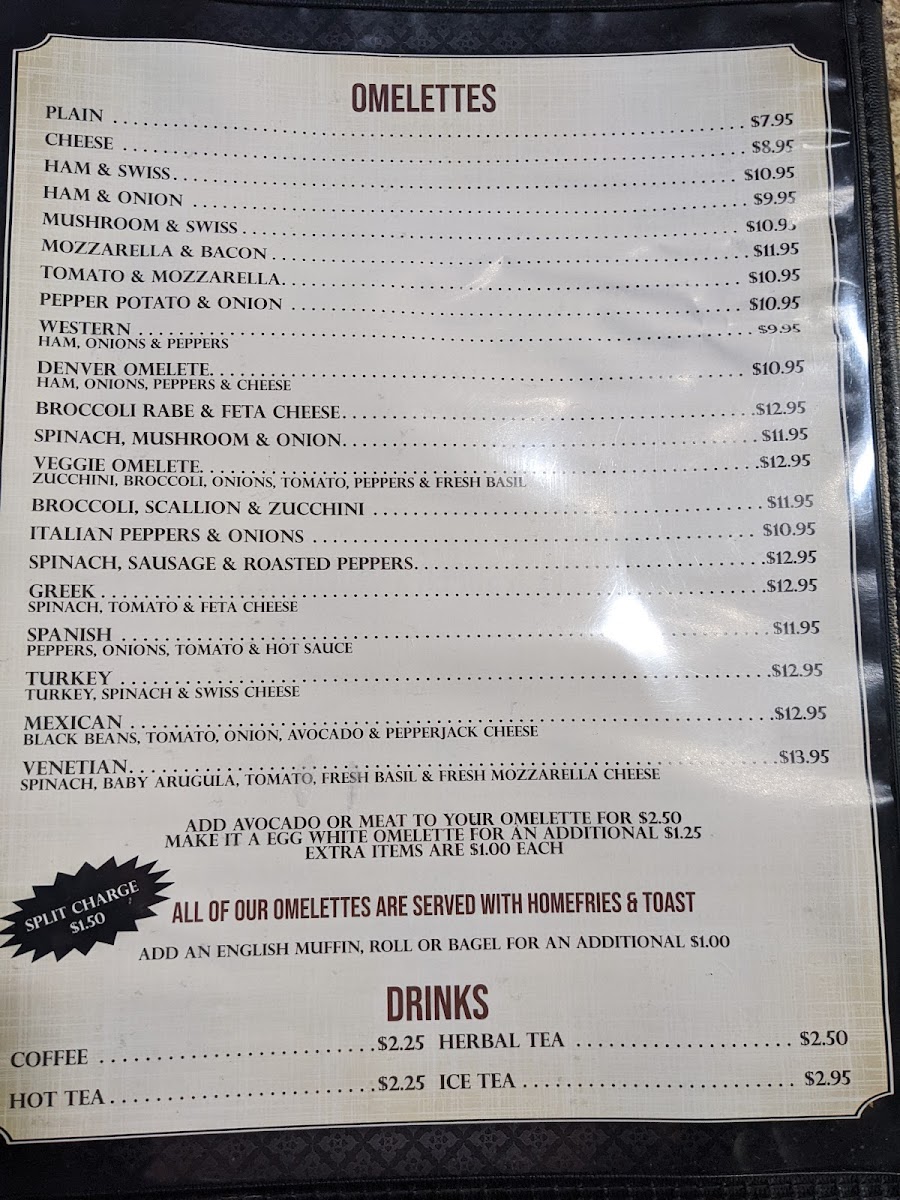 OMELETTES
PLAIN $7.95
CHEESE $8.95
HAM & SWISS $10.95
HAM & ONION $9.95
MUSHROOM & SWISS $10.95
MOZZARELLA & BACON $11.95
TOMATO & MOZZARELLA $10.95
PEPPER POTATO & ONION $10.95
WESTERN $9.95
HAM, ONIONS & PEPPERS
DENVER OMELETE $10.95
HAM, ONIONS, PEPPERS & CHEESE
BROCCOLI RABE & FETA CHEESE $12.95
SPINACH, MUSHROOM & ONION $11.95
VEGGIE OMELETE $12.95
ZUCCHINI, BROCCOLI, ONIONS, TOMATO, PEPPERS & FRESH BASIL
BROCCOLI, SCALLION & ZUCCHINI $11.95
ITALIAN PEPPERS & ONIONS $10.95
SPINACH, SAUSAGE & ROASTED PEPPERS $12.95
GREEK $12.95
SPINACH, TOMATO & FETA CHEESE
SPANISH $11.95
PEPPERS, ONIONS, TOMATO & HOT SAUCE
TURKEY $12.95
TURKEY, SPINACH & SWISS CHEESE
MEXICAN $12.95
BLACK BEANS, TOMATO, ONION, AVOCADO & PEPPERJACK CHEESE
VENETIAN $13.95
SPINACH, BABY ARUGULA, TOMATO, FRESH BASIL & FRESH MOZZARELLA CHEESE
ADD AVOCADO OR MEAT TO YOUR OMELETTE FOR $2.50
MAKE IT A EGG WHITE OMELETTE FOR AN ADDITIONAL $1.25
EXTRA ITEMS ARE $1.00 EACH
SPLIT CHARGE
$1.50
ALL OF OUR OMELETTES ARE SERVED WITH HOMEFRIES & TOAST
ADD AN ENGLISH MUFFIN, ROLL OR BAGEL FOR AN ADDITIONAL $1.00
DRINKS
COFFEE $2.25 HERBAL TEA $2.50
HOT TEA $2.25 ICE TEA $2.95